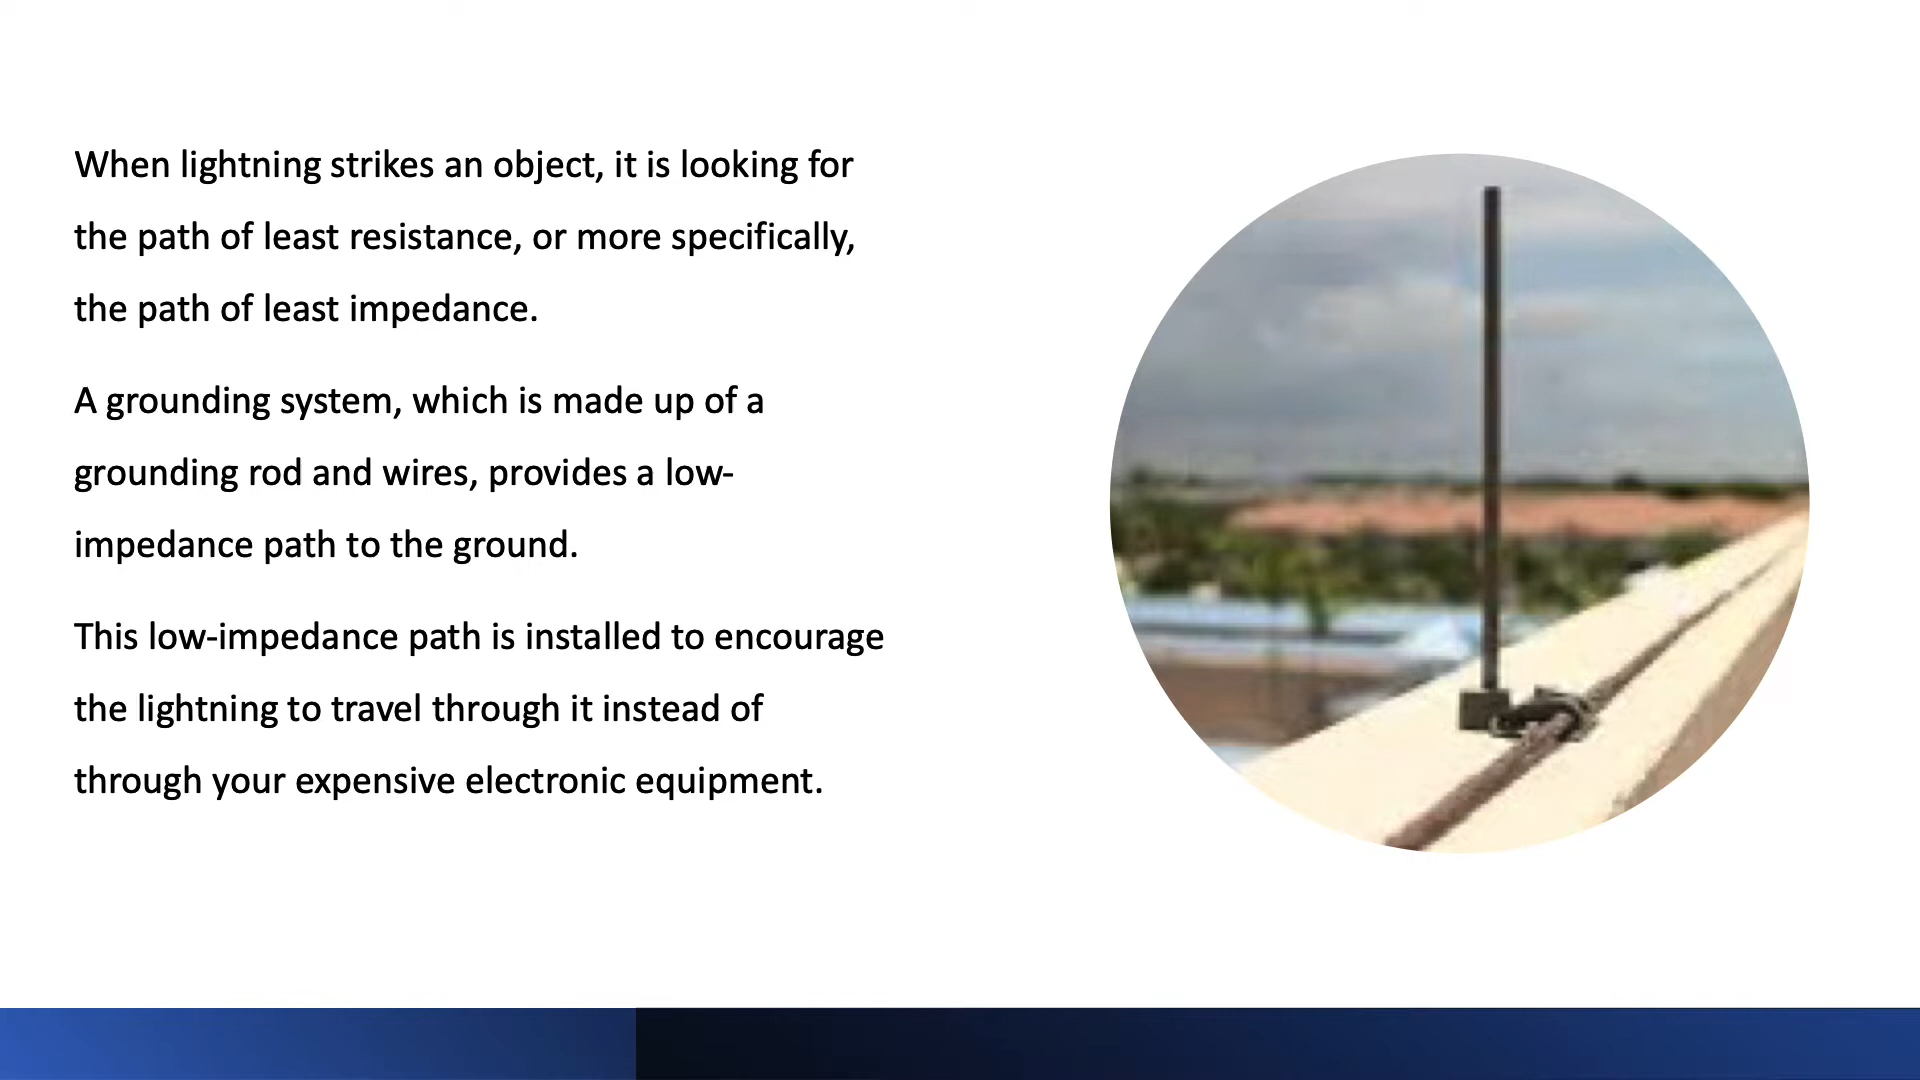 When lightning strikes an object, it is looking for
the path of least resistance, or more specifically,
the path of least impedance.
A grounding system, which is made up of a
grounding rod and wires, provides a low-
impedance path to the ground.
This low-impedance path is installed to encourage
the lightning to travel through it instead of
through your expensive electronic equipment.